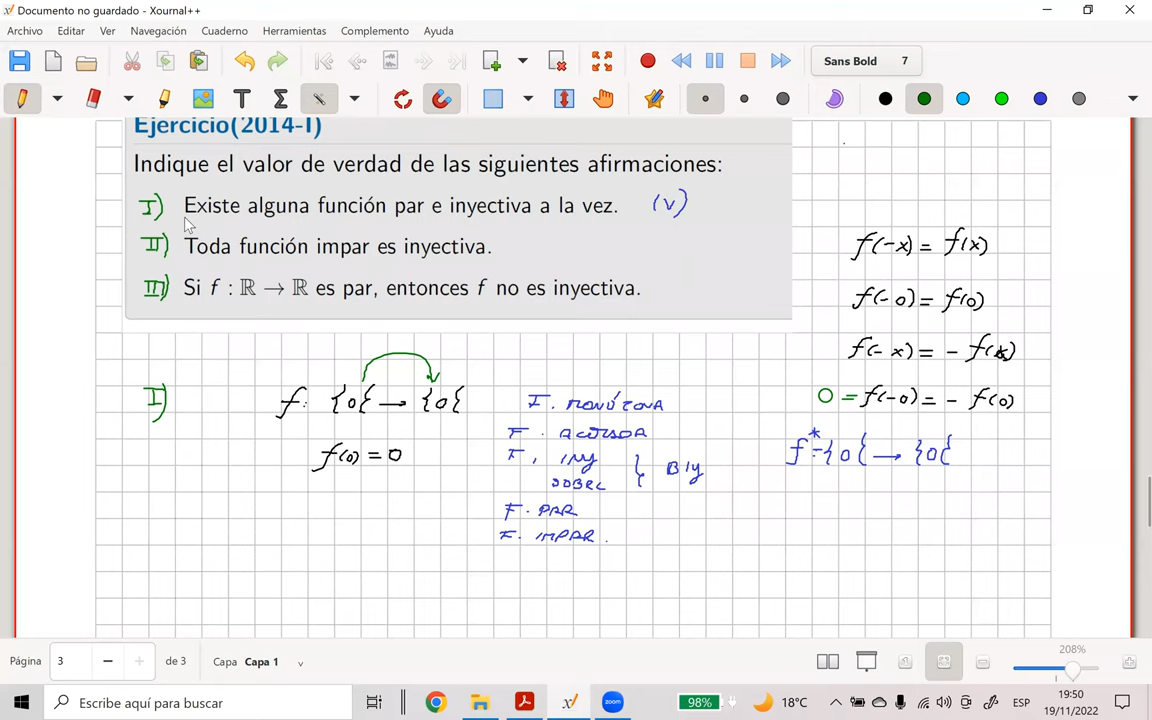 Documento no guardado - Xournal++
Archivo Editar Ver Navegación Cuaderno Herramientas Complemento Ayuda
Sans Bold 7
Ejercicio(2014-I)
Indique el valor de verdad de las siguientes afirmaciones:
I) Existe alguna función par e inyectiva a la vez. (V)
II) Toda función impar es inyectiva.
III) Si f : ℝ → ℝ es par, entonces f no es inyectiva.
f(-x) = f(x)
f(-0) = f(0)
f(-x) = - f(x)
0 = f(-0) = - f(0)
f*: {0} → {0}
I) f: {0} → {0}
f(0) = 0
F. MONÓTONA
F. ACOTADA
F. INY
SOBRE
} BIY
F. PAR
F. IMPAR.
Página 3 de 3 Capa Capa 1
208%
Escribe aquí para buscar
98%
18°C
ESP
19:50
19/11/2022